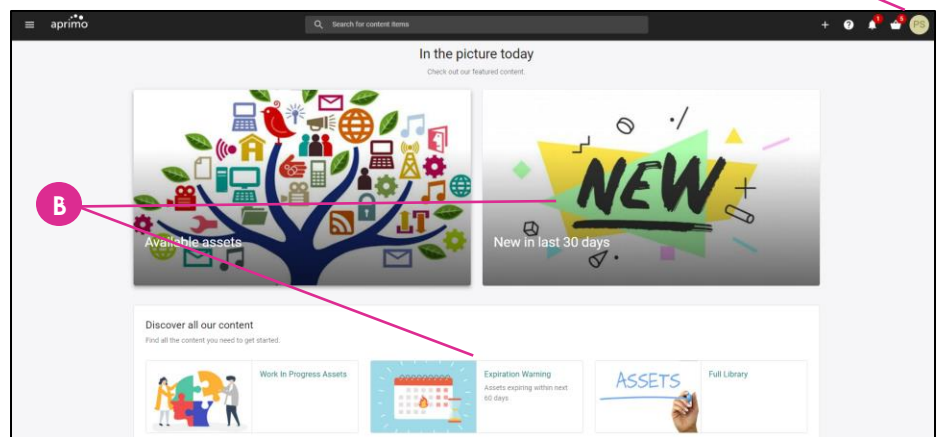 aprimo
Search for content items
1
PS
In the picture today
Check out our featured content.
Available assets
NEW
New in last 30 days
B
Discover all our content
Find all the content you need to get started.
Work In Progress Assets
Expiration Warning
Assets expiring within next
60 days
ASSETS
Full Library